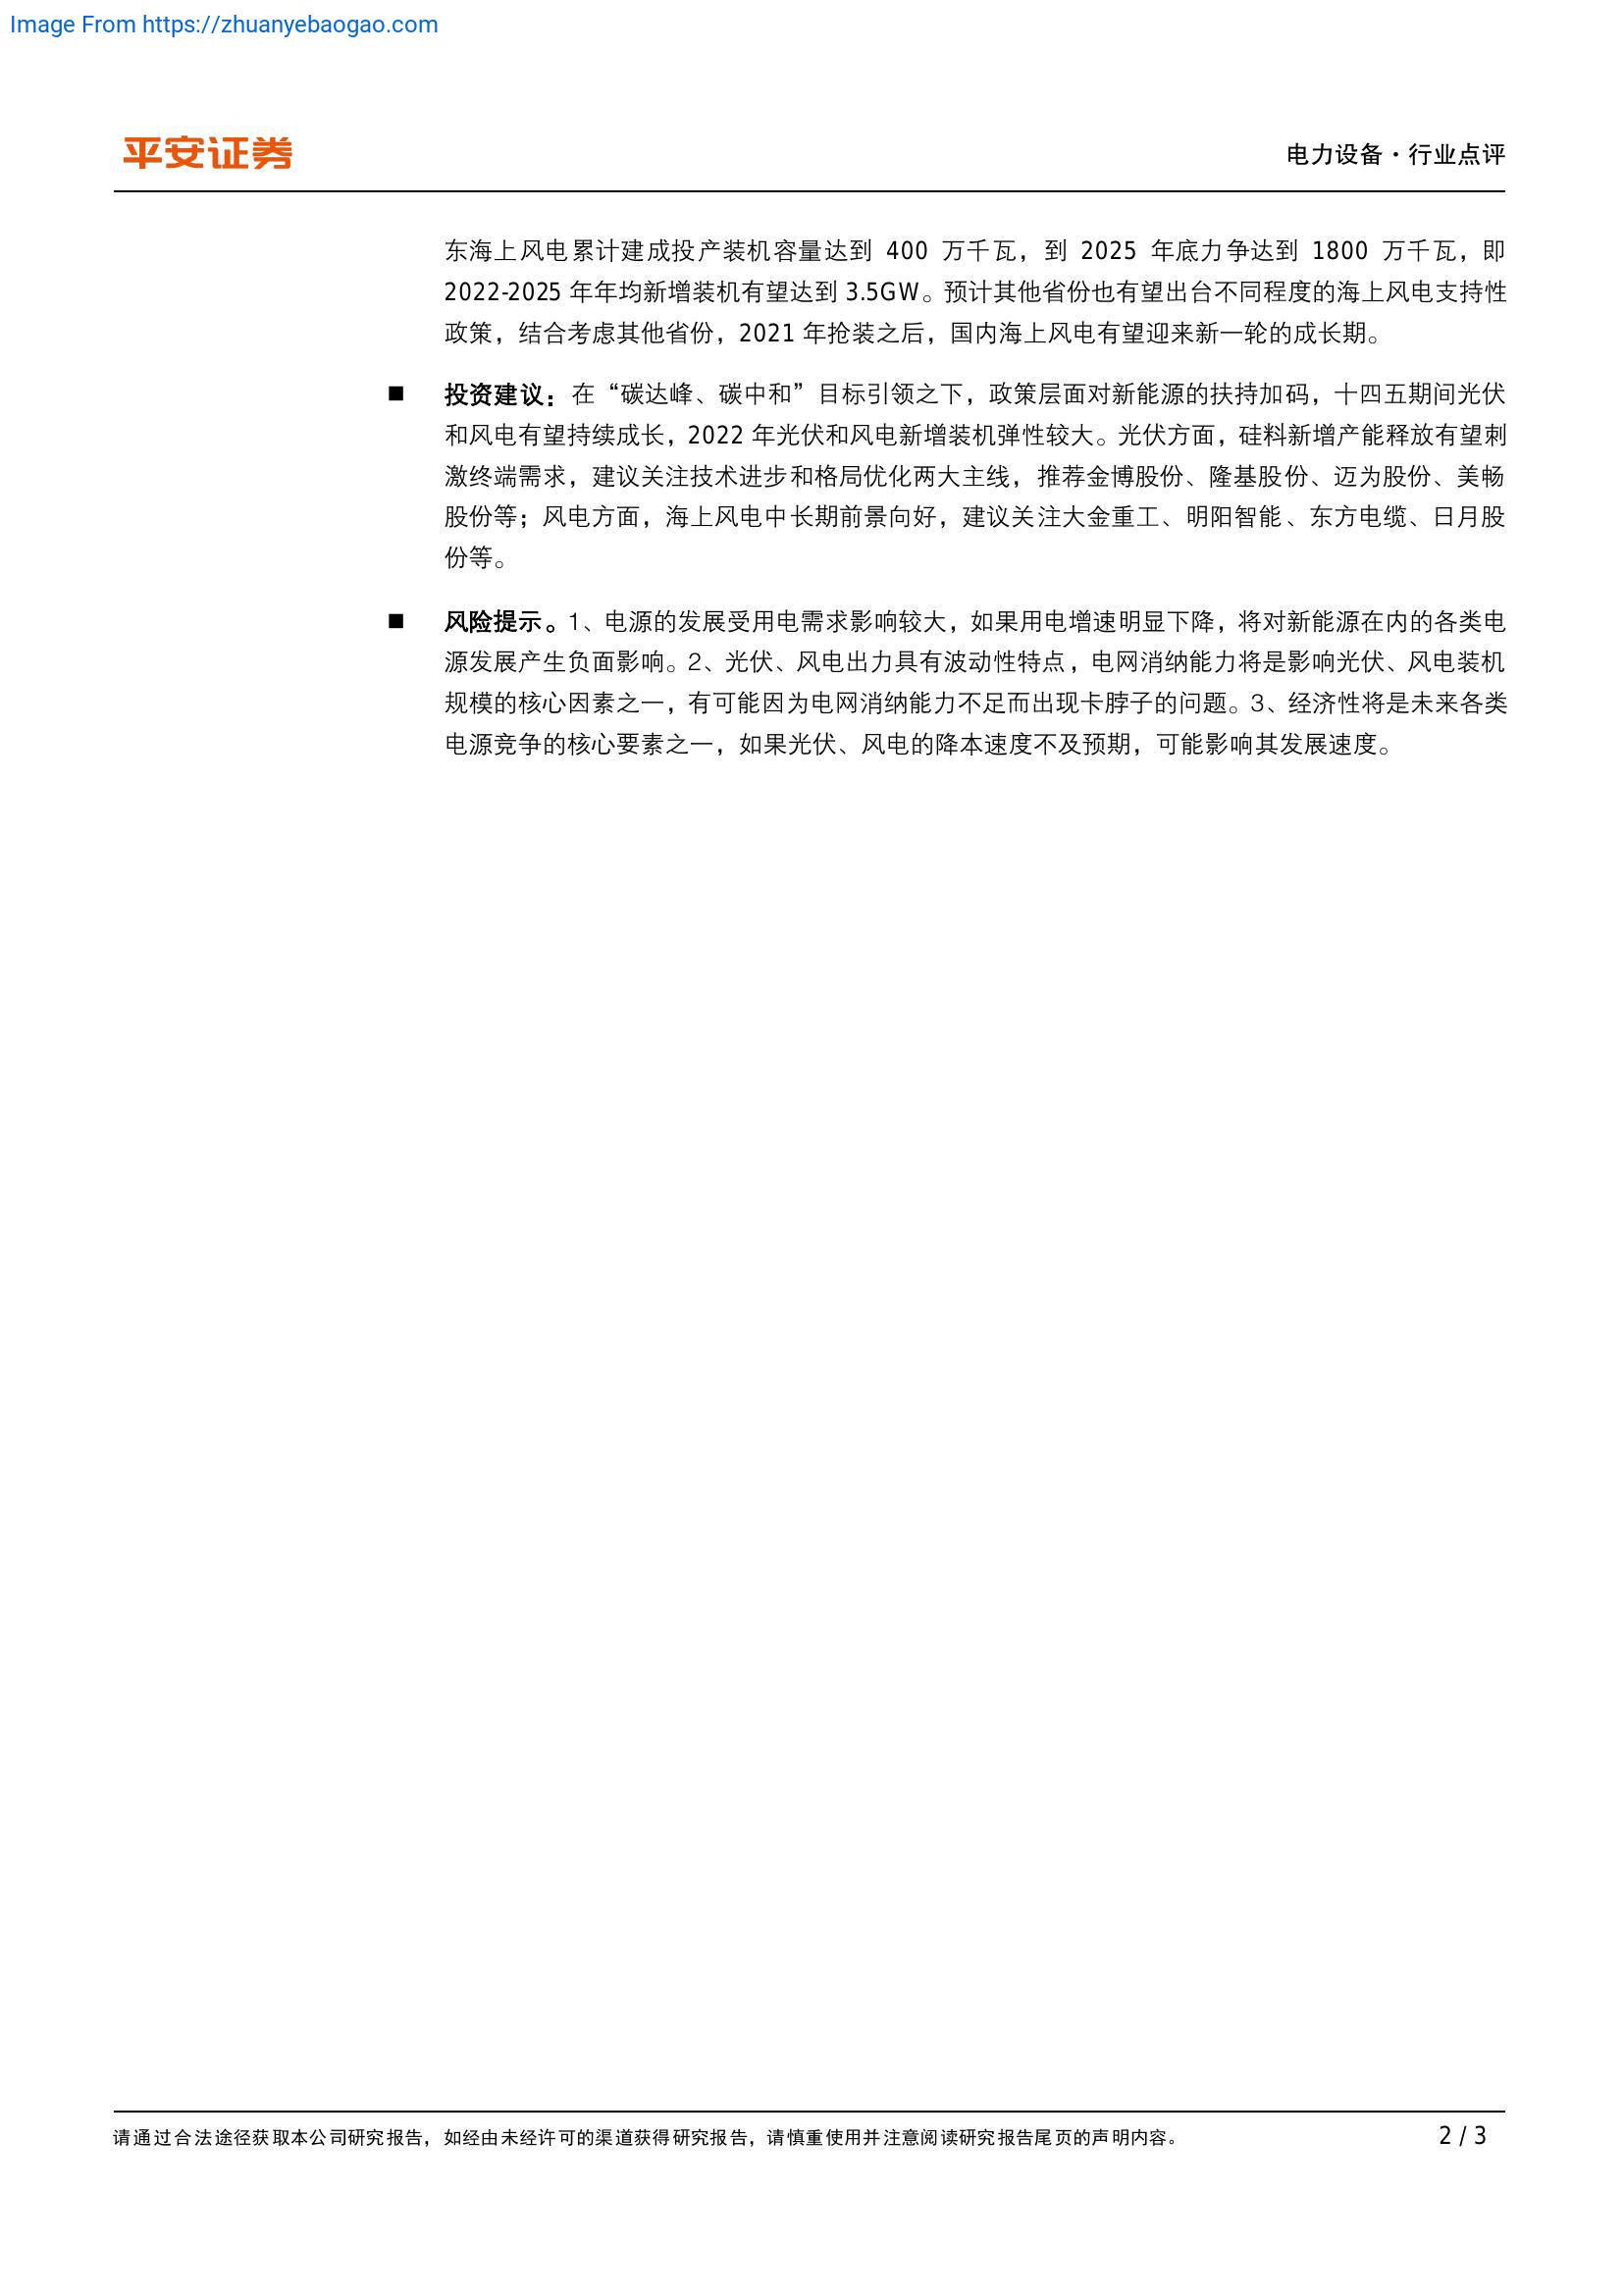 Image From https://zhuanyebaogao.com
平安证券
电力设备·行业点评
东海上风电累计建成投产装机容量达到 400 万千瓦，到 2025 年底力争达到 1800 万千瓦，即
2022-2025 年年均新增装机有望达到 3.5GW。预计其他省份也有望出台不同程度的海上风电支持性
政策，结合考虑其他省份，2021 年抢装之后，国内海上风电有望迎来新一轮的成长期。
■ 投资建议：在“碳达峰、碳中和”目标引领之下，政策层面对新能源的扶持加码，十四五期间光伏
和风电有望持续成长，2022 年光伏和风电新增装机弹性较大。光伏方面，硅料新增产能释放有望刺
激终端需求，建议关注技术进步和格局优化两大主线，推荐金博股份、隆基股份、迈为股份、美畅
股份等；风电方面，海上风电中长期前景向好，建议关注大金重工、明阳智能、东方电缆、日月股
份等。
■ 风险提示。1、电源的发展受用电需求影响较大，如果用电增速明显下降，将对新能源在内的各类电
源发展产生负面影响。2、光伏、风电出力具有波动性特点，电网消纳能力将是影响光伏、风电装机
规模的核心因素之一，有可能因为电网消纳能力不足而出现卡脖子的问题。3、经济性将是未来各类
电源竞争的核心要素之一，如果光伏、风电的降本速度不及预期，可能影响其发展速度。
请通过合法途径获取本公司研究报告，如经由未经许可的渠道获得研究报告，请慎重使用并注意阅读研究报告尾页的声明内容。
2 / 3